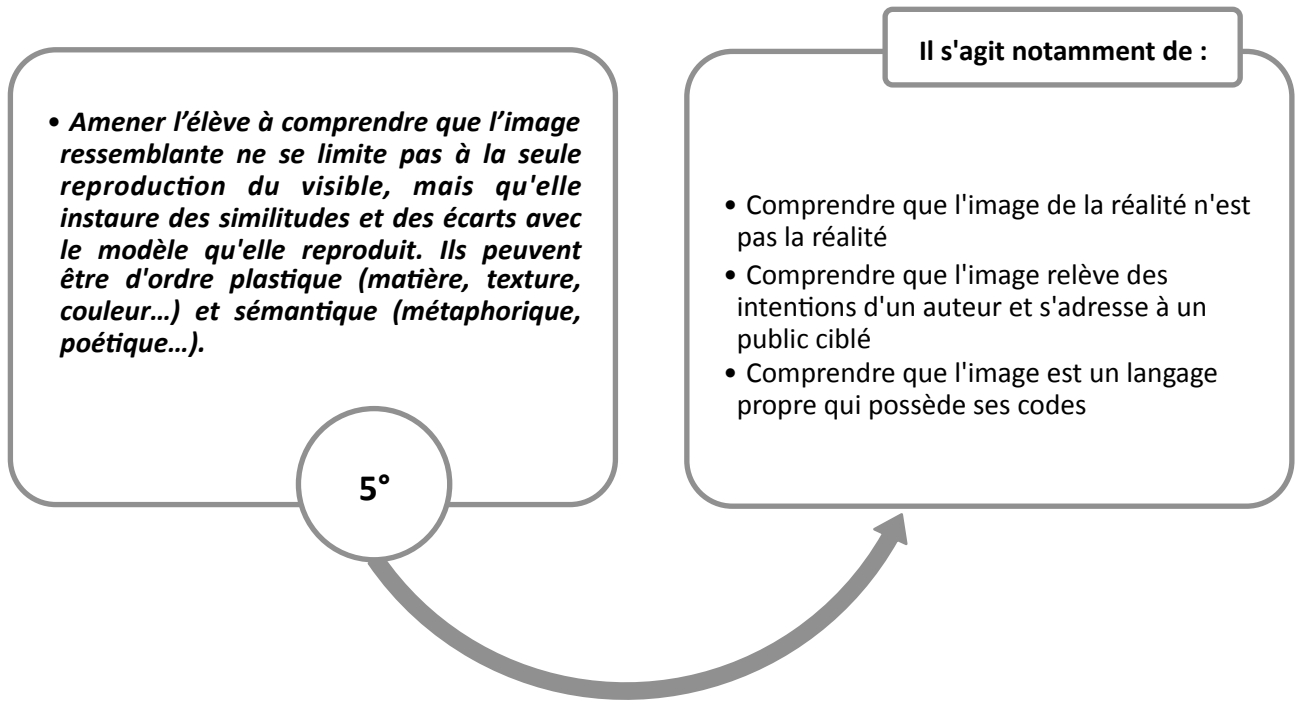 • Amener l’élève à comprendre que l’image
ressemblante ne se limite pas à la seule
reproduction du visible, mais qu'elle
instaure des similitudes et des écarts avec
le modèle qu'elle reproduit. Ils peuvent
être d'ordre plastique (matière, texture,
couleur…) et sémantique (métaphorique,
poétique…).
5°
Il s'agit notamment de :
• Comprendre que l'image de la réalité n'est
pas la réalité
• Comprendre que l'image relève des
intentions d'un auteur et s'adresse à un
public ciblé
• Comprendre que l'image est un langage
propre qui possède ses codes